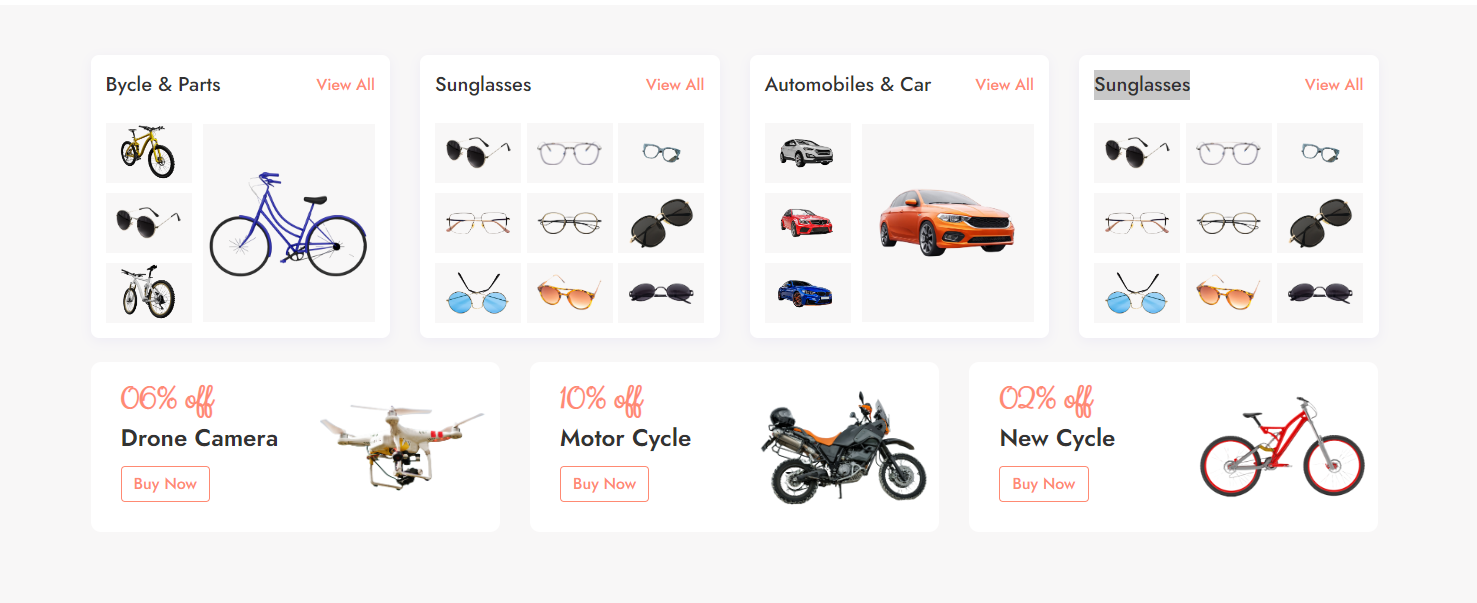 Bycle & Parts View All
Sunglasses View All
Automobiles & Car View All
Sunglasses View All
06% off
Drone Camera
Buy Now
10% off
Motor Cycle
Buy Now
02% off
New Cycle
Buy Now